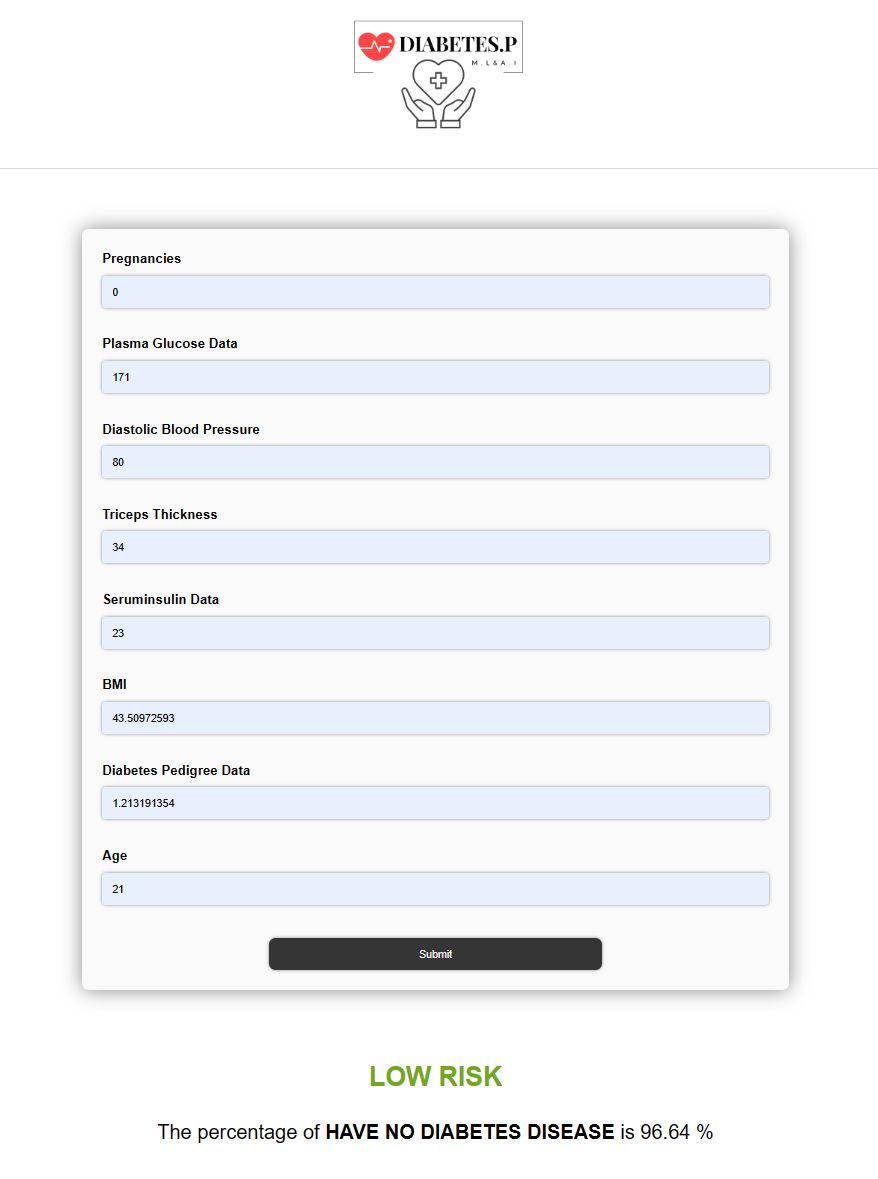 DIABETES.P
M.L&A.I
Pregnancies
0
Plasma Glucose Data
171
Diastolic Blood Pressure
80
Triceps Thickness
34
Seruminsulin Data
23
BMI
43.50972593
Diabetes Pedigree Data
1.213191354
Age
21
Submit
LOW RISK
The percentage of HAVE NO DIABETES DISEASE is 96.64 %